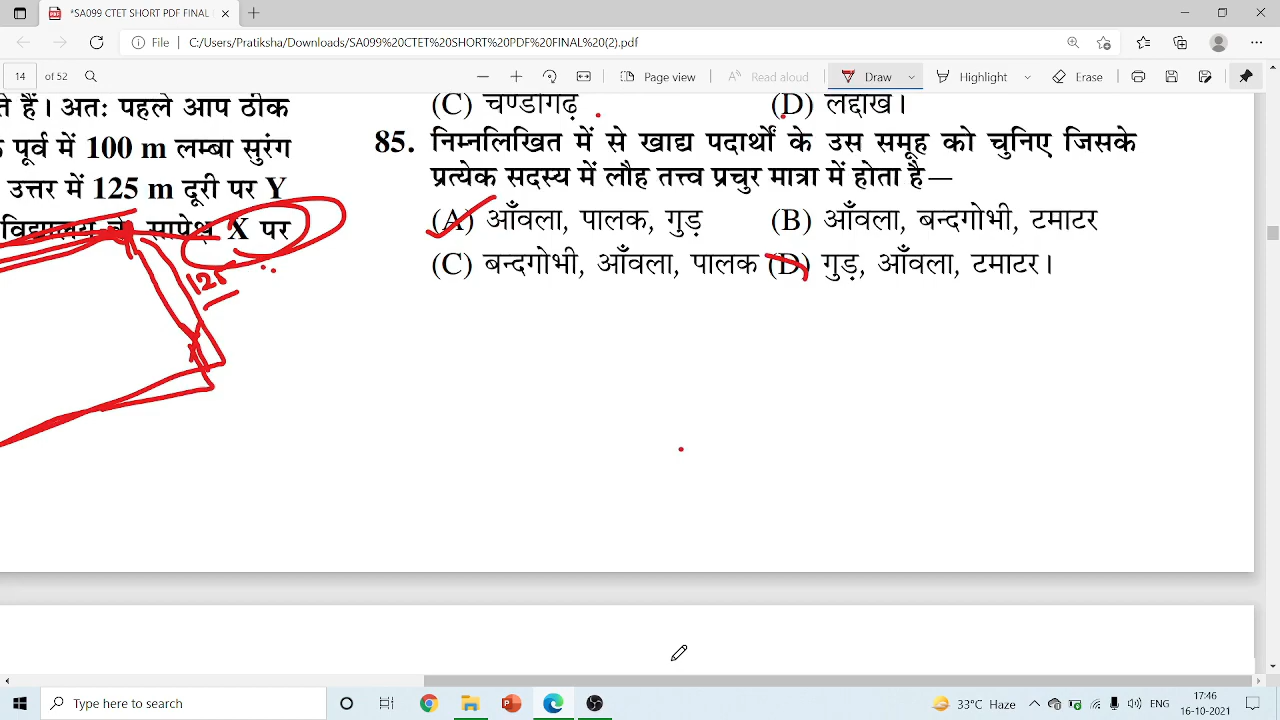 *SA099 CTET SHORT PDF FINAL
File C:/Users/Pratiksha/Downloads/SA099%20CTET%20SHORT%20PDF%20FINAL%20(2).pdf
14 of 52 Page view Read aloud Draw Highlight Erase
ते हैं। अतः पहले आप ठीक
पूर्व में 100 m लम्बा सुरंग
उत्तर में 125 m दूरी पर Y
विद्यालय के सापेक्ष X पर
125
(C) चण्डीगढ़ (D) लद्दाख।
85. निम्नलिखित में से खाद्य पदार्थों के उस समूह को चुनिए जिसके
प्रत्येक सदस्य में लौह तत्त्व प्रचुर मात्रा में होता है—
(A) आँवला, पालक, गुड़ (B) आँवला, बन्दगोभी, टमाटर
(C) बन्दगोभी, आँवला, पालक (D) गुड़, आँवला, टमाटर।
Type here to search
33°C Haze
ENG
17:46
16-10-2021